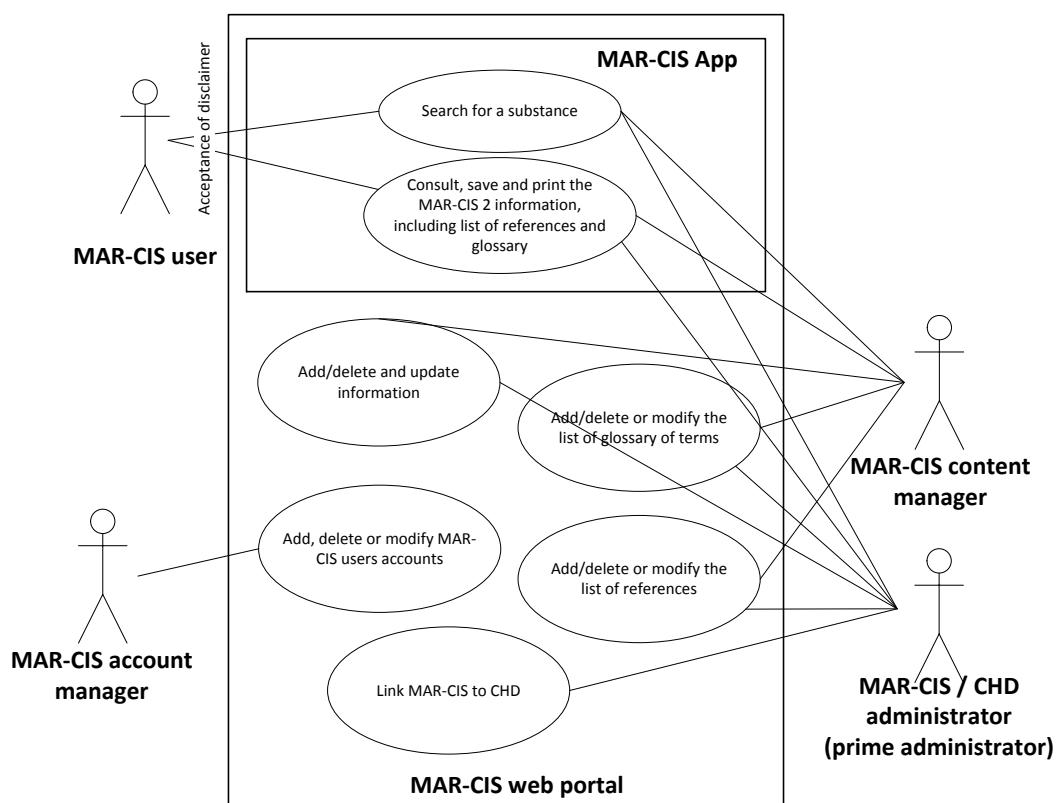 MAR-CIS App
Search for a substance
Acceptance of disclaimer
Consult, save and print the
MAR-CIS 2 information,
including list of references and
glossary
MAR-CIS user
Add/delete and update
information
Add/delete or modify the
list of glossary of terms
MAR-CIS content
manager
Add, delete or modify MAR-
CIS users accounts
Add/delete or modify the
list of references
MAR-CIS account
manager
Link MAR-CIS to CHD
MAR-CIS / CHD
administrator
(prime administrator)
MAR-CIS web portal